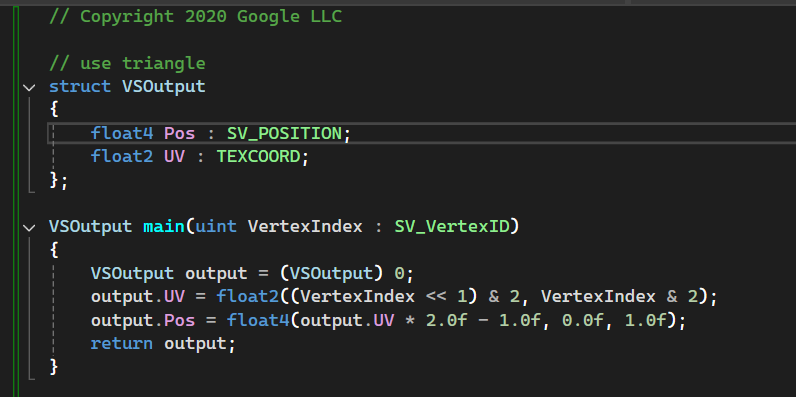 // Copyright 2020 Google LLC

// use triangle
struct VSOutput
{
    float4 Pos : SV_POSITION;
    float2 UV : TEXCOORD;
};

VSOutput main(uint VertexIndex : SV_VertexID)
{
    VSOutput output = (VSOutput) 0;
    output.UV = float2((VertexIndex << 1) & 2, VertexIndex & 2);
    output.Pos = float4(output.UV * 2.0f - 1.0f, 0.0f, 1.0f);
    return output;
}